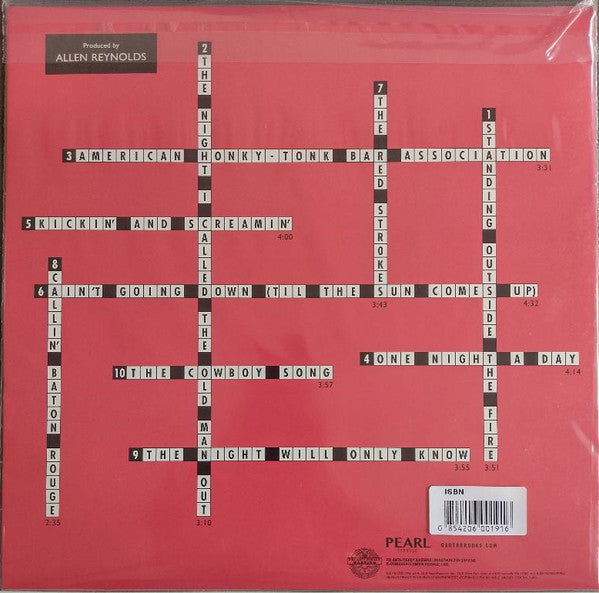 Produced by
ALLEN REYNOLDS
2 THE NIGHT I CALLED THE OLD MAN OUT
3:10
7 THE RED STROKES
3:43
1 STANDING OUTSIDE THE FIRE
3:51
3 AMERICAN HONKY-TONK BAR ASSOCIATION
3:31
5 KICKIN' AND SCREAMIN'
4:00
8 CALLIN' BATON ROUGE
2:35
6 AIN'T GOING DOWN (TIL THE SUN COMES UP)
4:32
4 ONE NIGHT A DAY
4:14
10 THE COWBOY SONG
3:57
9 THE NIGHT WILL ONLY KNOW
3:55
ISBN
0 854206 001916
PEARL
RECORDS
GARTHBROOKS.COM